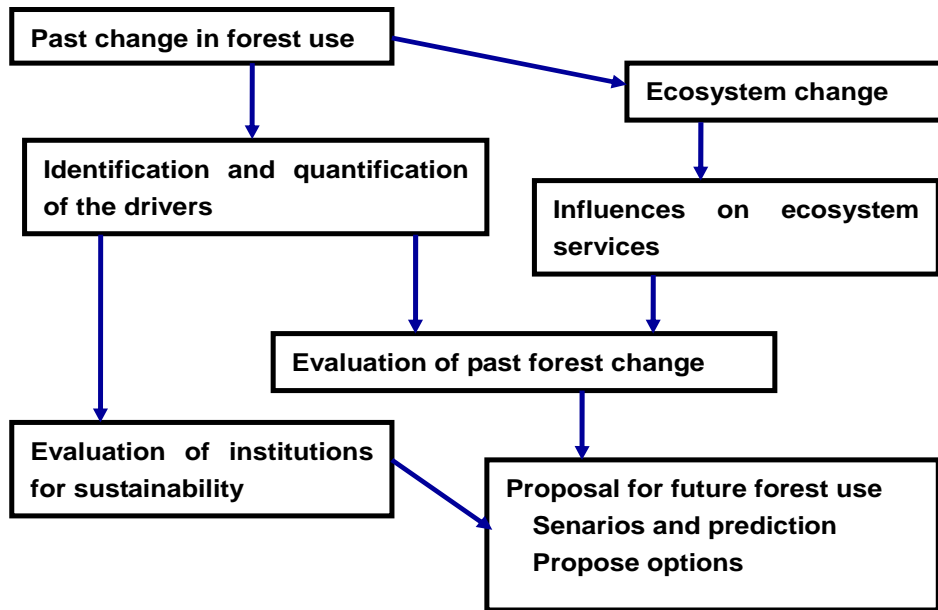 Past change in forest use
Ecosystem change
Identification and quantification
of the drivers
Influences on ecosystem
services
Evaluation of past forest change
Evaluation of institutions
for sustainability
Proposal for future forest use
Senarios and prediction
Propose options